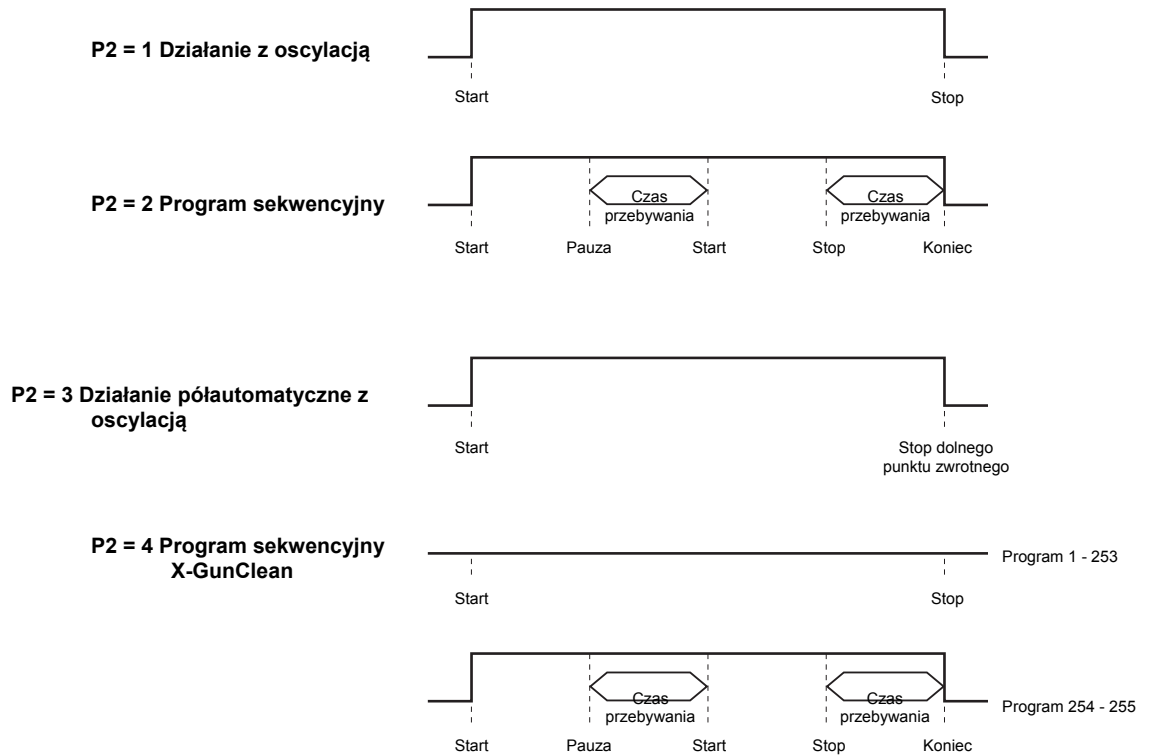 P2 = 1 Działanie z oscylacją
Start
Stop
P2 = 2 Program sekwencyjny
Czas
przebywania
Czas
przebywania
Start
Pauza
Start
Stop
Koniec
P2 = 3 Działanie półautomatyczne z
oscylacją
Start
Stop dolnego
punktu zwrotnego
P2 = 4 Program sekwencyjny
X-GunClean
Program 1 - 253
Start
Stop
Czas
przebywania
Czas
przebywania
Program 254 - 255
Start
Pauza
Start
Stop
Koniec